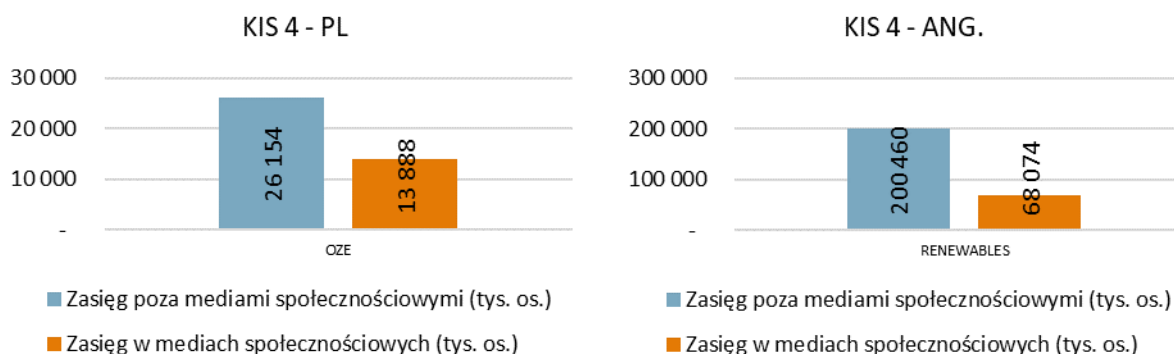 KIS 4 - PL
30 000
20 000
10 000
-
26 154
13 888
OZE
Zasięg poza mediami społecznościowymi (tys. os.)
Zasięg w mediach społecznościowych (tys. os.)
KIS 4 - ANG.
300 000
200 000
100 000
-
200 460
68 074
RENEWABLES
Zasięg poza mediami społecznościowymi (tys. os.)
Zasięg w mediach społecznościowych (tys. os.)